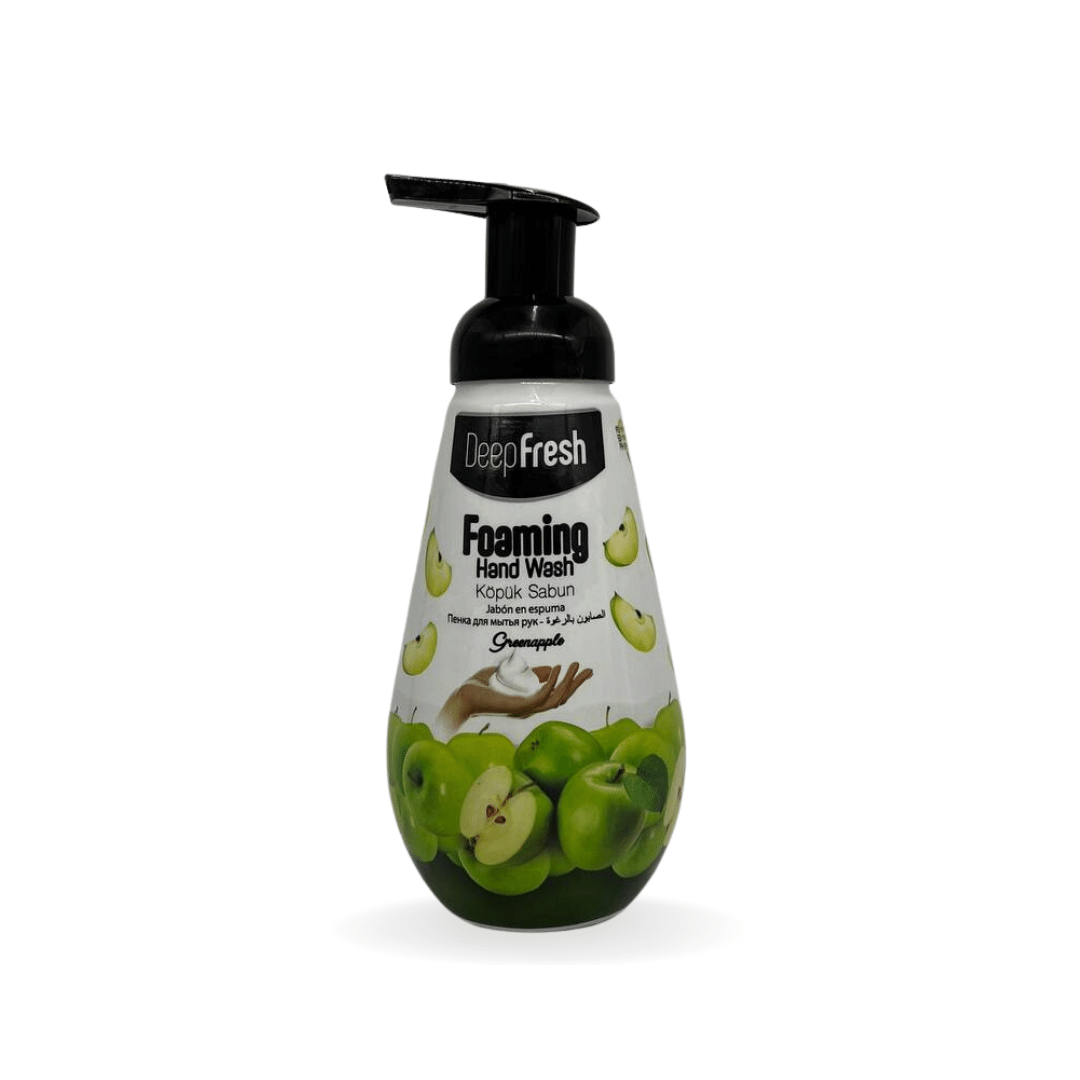 DeepFresh
Foaming
Hand Wash
Köpük Sabun
Jabón en espuma
Пенка для мытья рук - الصابون بالرغوة
Greenapple